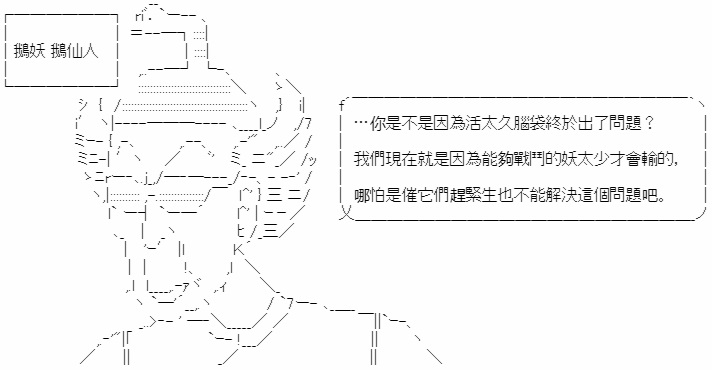 鵝妖 鵝仙人
…你是不是因為活太久腦袋終於出了問題？
我們現在就是因為能夠戰鬥的妖太少才會輸的，
哪怕是催它們趕緊生也不能解決這個問題吧。